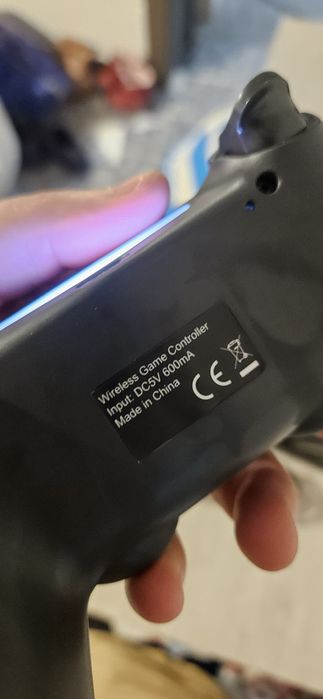 Wireless Game Controller
Input: DC5V 600mA
Made in China
CE